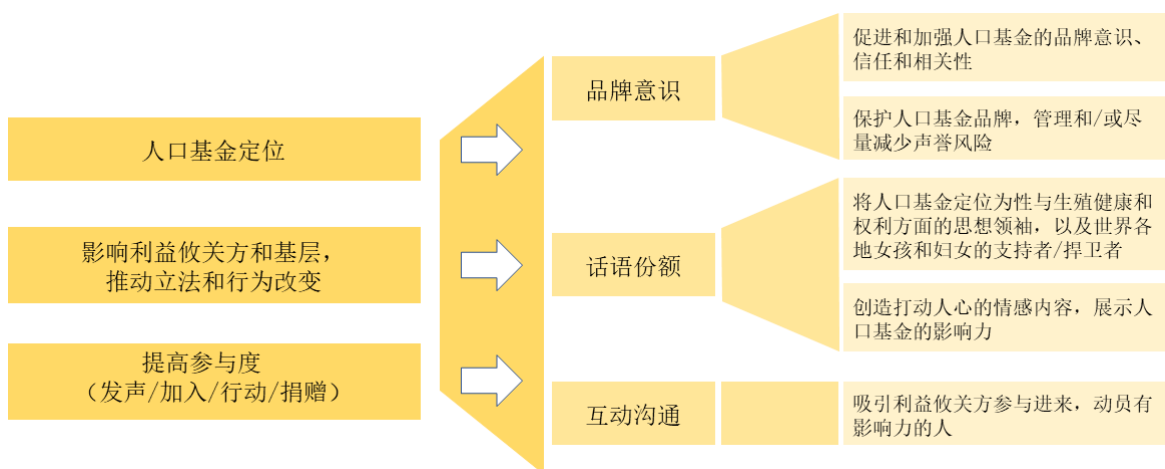 人口基金定位
影响利益攸关方和基层，
推动立法和行为改变
提高参与度
（发声/加入/行动/捐赠）
品牌意识
话语份额
互动沟通
促进和加强人口基金的品牌意识、
信任和相关性
保护人口基金品牌，管理和/或尽
量减少声誉风险
将人口基金定位为性与生殖健康和
权利方面的思想领袖，以及世界各
地女孩和妇女的支持者/捍卫者
创造打动人心的情感内容，展示人
口基金的影响力
吸引利益攸关方参与进来，动员有
影响力的人